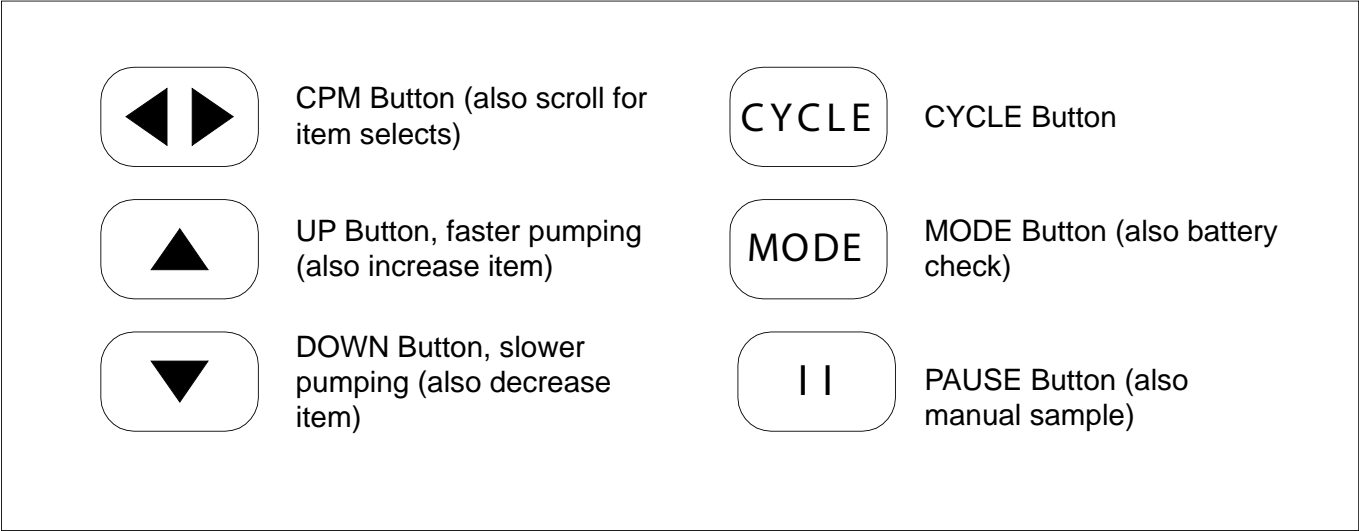 CPM Button (also scroll for
item selects)
UP Button, faster pumping
(also increase item)
DOWN Button, slower
pumping (also decrease
item)
CYCLE
CYCLE Button
MODE
MODE Button (also battery
check)
PAUSE Button (also
manual sample)